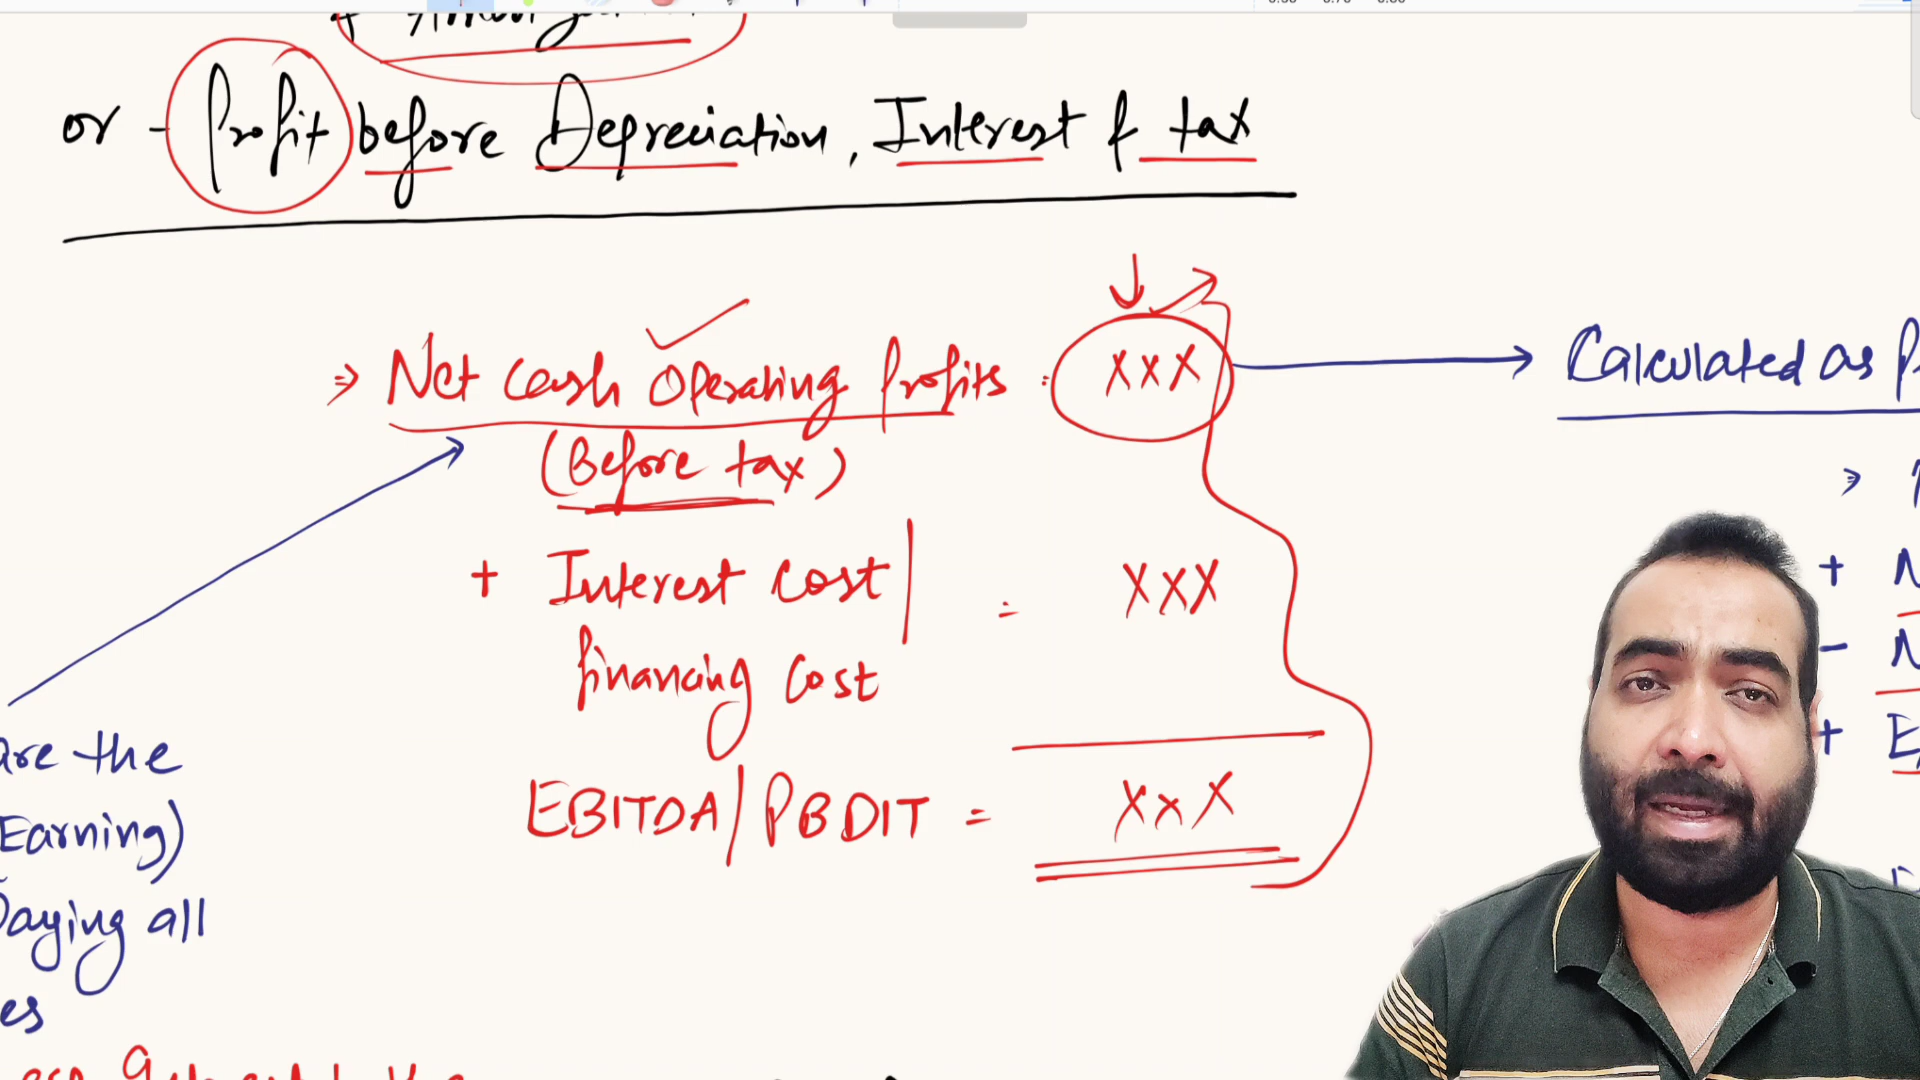 or - Profit before Depreciation, Interest & tax
⇒ Net Cash Operating Profits = XXX → Calculated as
(Before tax)
+ Interest cost | = XXX
financing cost
EBITDA/PBDIT = XXX
are the
Earning)
Paying all
+
-
+